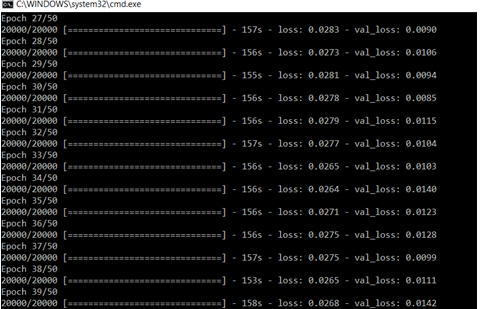 C:\WINDOWS\system32\cmd.exe
Epoch 27/50
20000/20000 [==============================] - 157s - loss: 0.0283 - val_loss: 0.0090
Epoch 28/50
20000/20000 [==============================] - 156s - loss: 0.0273 - val_loss: 0.0106
Epoch 29/50
20000/20000 [==============================] - 155s - loss: 0.0281 - val_loss: 0.0094
Epoch 30/50
20000/20000 [==============================] - 156s - loss: 0.0278 - val_loss: 0.0085
Epoch 31/50
20000/20000 [==============================] - 156s - loss: 0.0279 - val_loss: 0.0115
Epoch 32/50
20000/20000 [==============================] - 157s - loss: 0.0277 - val_loss: 0.0104
Epoch 33/50
20000/20000 [==============================] - 156s - loss: 0.0265 - val_loss: 0.0103
Epoch 34/50
20000/20000 [==============================] - 156s - loss: 0.0264 - val_loss: 0.0140
Epoch 35/50
20000/20000 [==============================] - 156s - loss: 0.0271 - val_loss: 0.0123
Epoch 36/50
20000/20000 [==============================] - 156s - loss: 0.0275 - val_loss: 0.0128
Epoch 37/50
20000/20000 [==============================] - 157s - loss: 0.0275 - val_loss: 0.0099
Epoch 38/50
20000/20000 [==============================] - 153s - loss: 0.0265 - val_loss: 0.0111
Epoch 39/50
20000/20000 [==============================] - 158s - loss: 0.0268 - val_loss: 0.0142